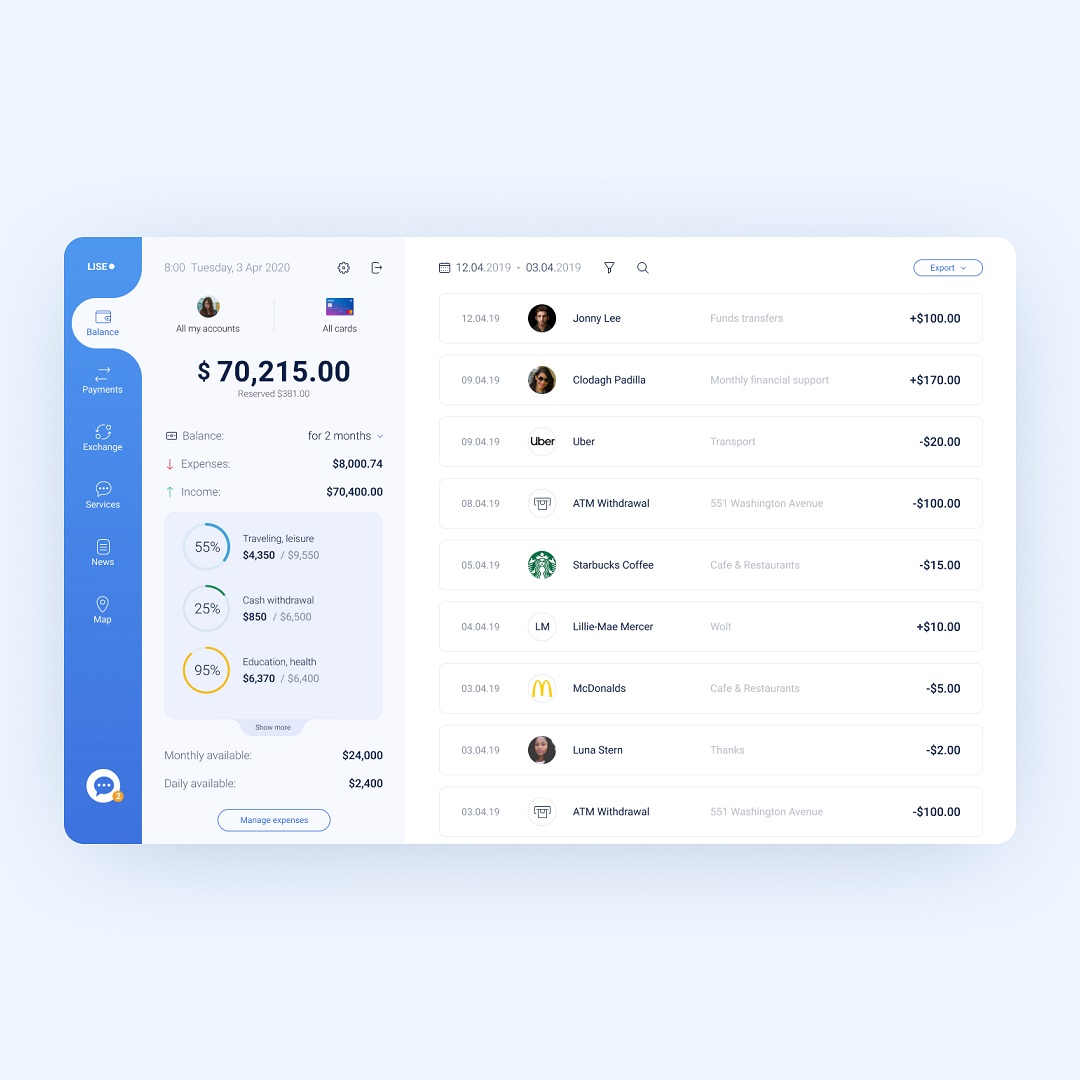 LISE
Balance
Payments
Exchange
Services
News
Map
2
8:00 Tuesday, 3 Apr 2020
All my accounts
All cards
$ 70,215.00
Reserved $381.00
Balance: for 2 months
Expenses: $8,000.74
Income: $70,400.00
55%
Traveling, leisure
$4,350 / $9,550
25%
Cash withdrawal
$850 / $6,500
95%
Education, health
$6,370 / $6,400
Show more
Monthly available: $24,000
Daily available: $2,400
Manage expenses
12.04.2019 - 03.04.2019
Export
12.04.19 Jonny Lee Funds transfers +$100.00
09.04.19 Clodagh Padilla Monthly financial support +$170.00
09.04.19 Uber Uber Transport -$20.00
08.04.19 ATM Withdrawal 551 Washington Avenue -$100.00
05.04.19 Starbucks Coffee Cafe & Restaurants -$15.00
04.04.19 LM Lillie-Mae Mercer Wolt +$10.00
03.04.19 McDonalds Cafe & Restaurants -$5.00
03.04.19 Luna Stern Thanks -$2.00
03.04.19 ATM Withdrawal 551 Washington Avenue -$100.00